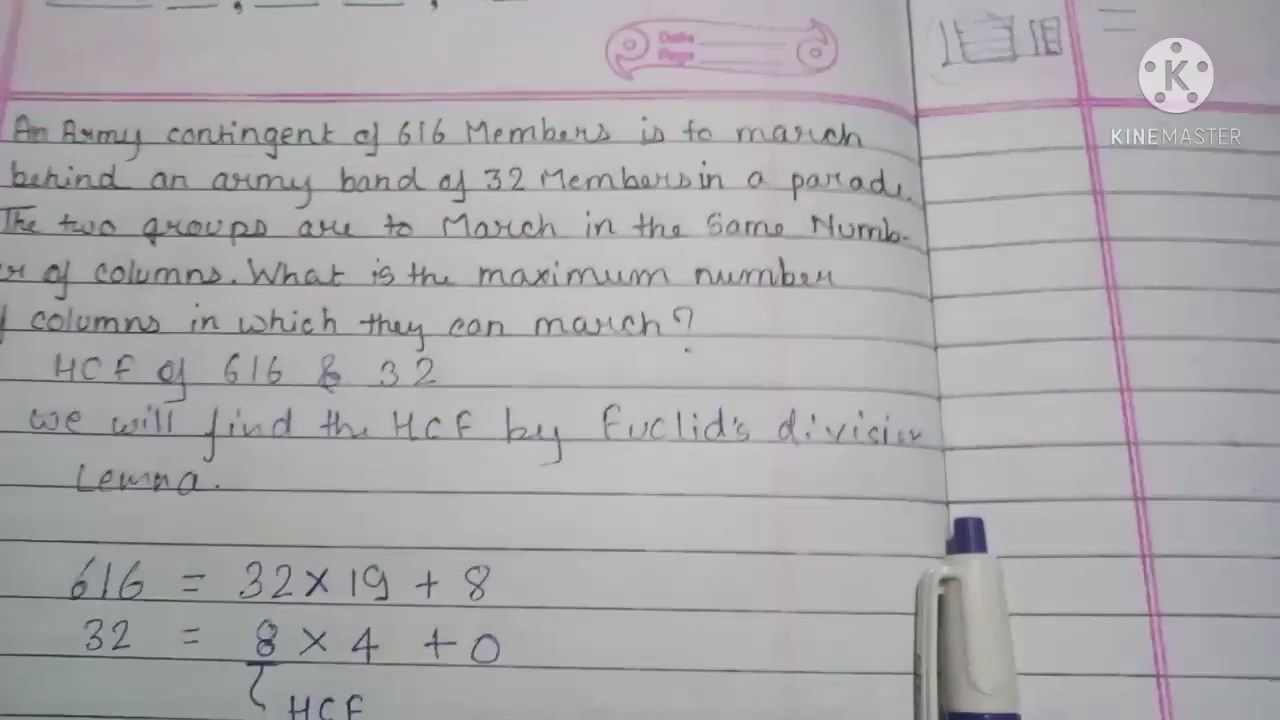 Date
Page
KINEMASTER
An Army contingent of 616 Members is to march
behind an army band of 32 Members in a parade.
The two groups are to March in the same Numb-
er of columns. What is the maximum number
of columns in which they can march?
HCF of 616 & 32
we will find the HCF by Euclid's division
Lemma.
616 = 32 × 19 + 8
32 = 8 × 4 + 0
HCF